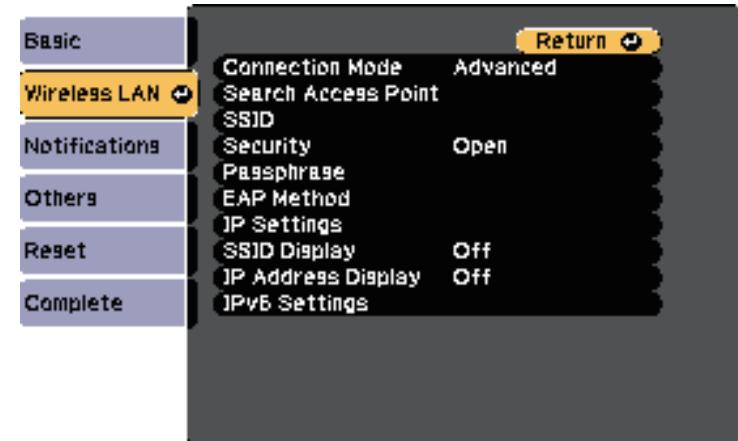 Basic
Wireless LAN
Notifications
Others
Reset
Complete
Return
Connection Mode Advanced
Search Access Point
SSID
Security Open
Passphrase
EAP Method
IP Settings
SSID Display Off
IP Address Display Off
IPv6 Settings